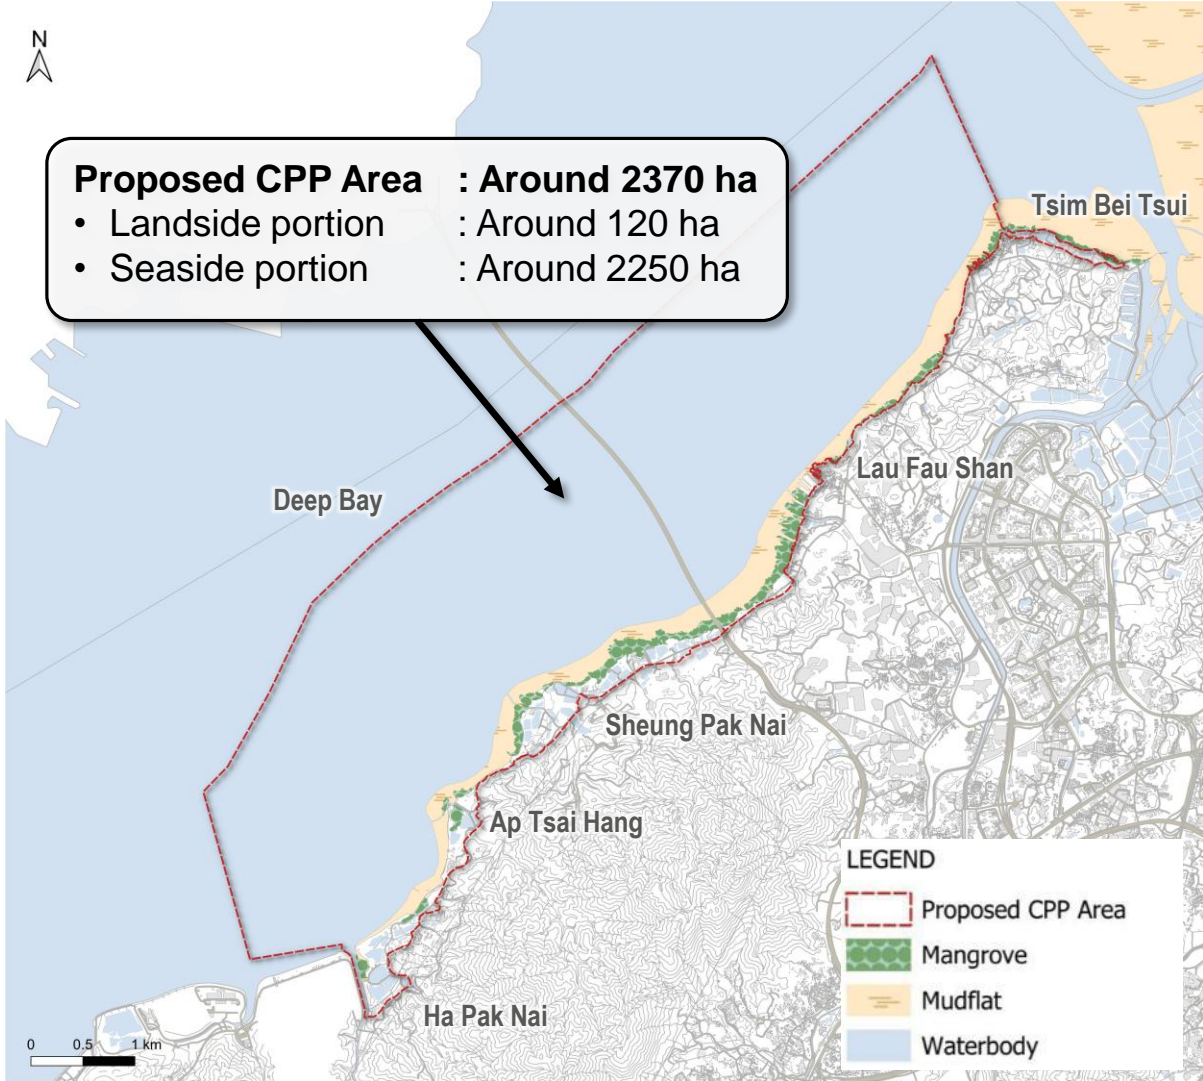 N
Proposed CPP Area : Around 2370 ha
• Landside portion : Around 120 ha
• Seaside portion : Around 2250 ha
Tsim Bei Tsui
Lau Fau Shan
Deep Bay
Sheung Pak Nai
Ap Tsai Hang
Ha Pak Nai
LEGEND
Proposed CPP Area
Mangrove
Mudflat
Waterbody
0 0.5 1 km